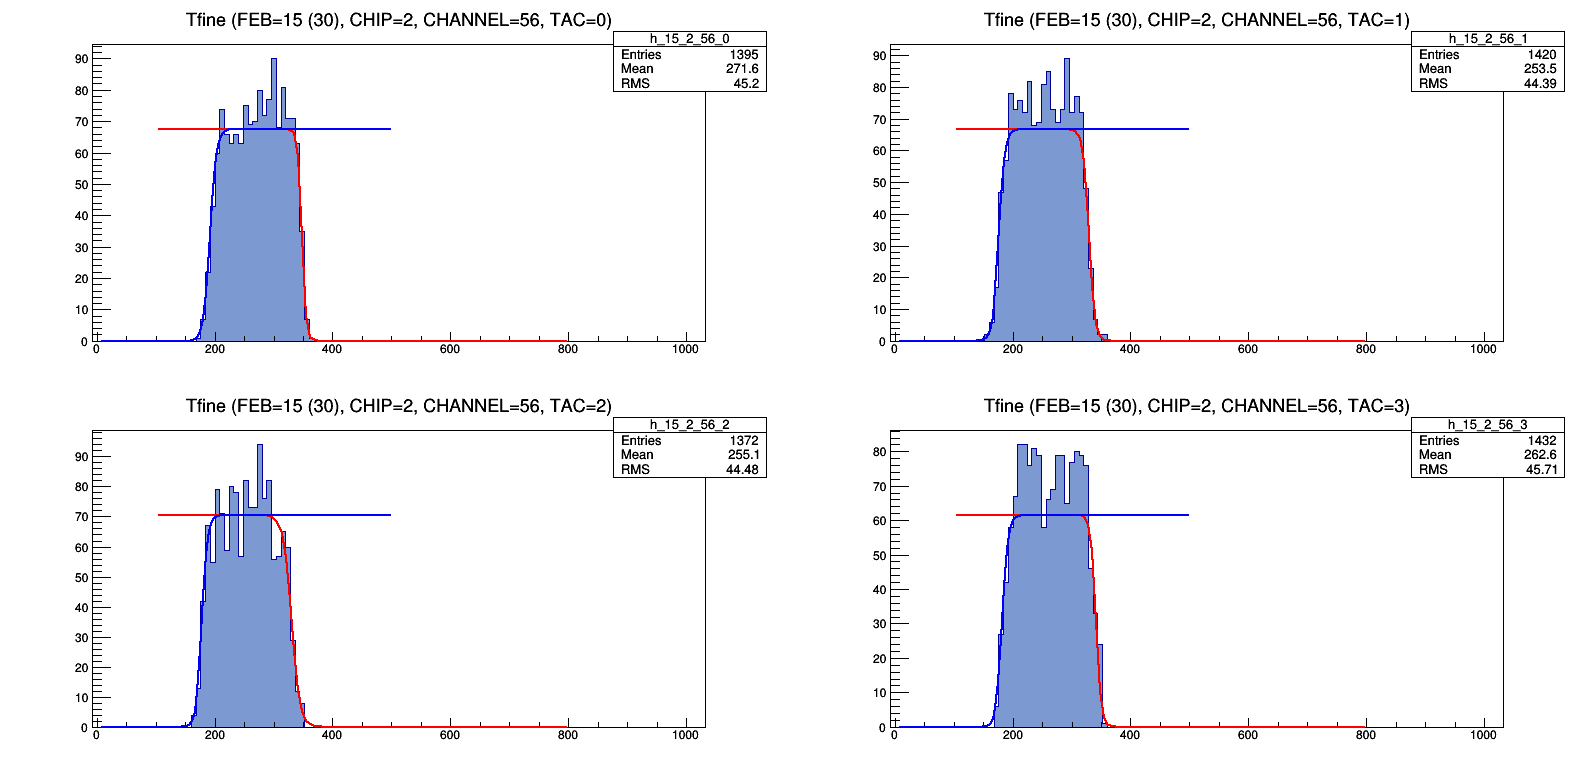 Tfine (FEB=15 (30), CHIP=2, CHANNEL=56, TAC=0)
h_15_2_56_0
Entries 1395
Mean 271.6
RMS 45.2
90
80
70
60
50
40
30
20
10
0
0 200 400 600 800 1000
Tfine (FEB=15 (30), CHIP=2, CHANNEL=56, TAC=1)
h_15_2_56_1
Entries 1420
Mean 253.5
RMS 44.39
90
80
70
60
50
40
30
20
10
0
0 200 400 600 800 1000
Tfine (FEB=15 (30), CHIP=2, CHANNEL=56, TAC=2)
h_15_2_56_2
Entries 1372
Mean 255.1
RMS 44.48
90
80
70
60
50
40
30
20
10
0
0 200 400 600 800 1000
Tfine (FEB=15 (30), CHIP=2, CHANNEL=56, TAC=3)
h_15_2_56_3
Entries 1432
Mean 262.6
RMS 45.71
80
70
60
50
40
30
20
10
0
0 200 400 600 800 1000